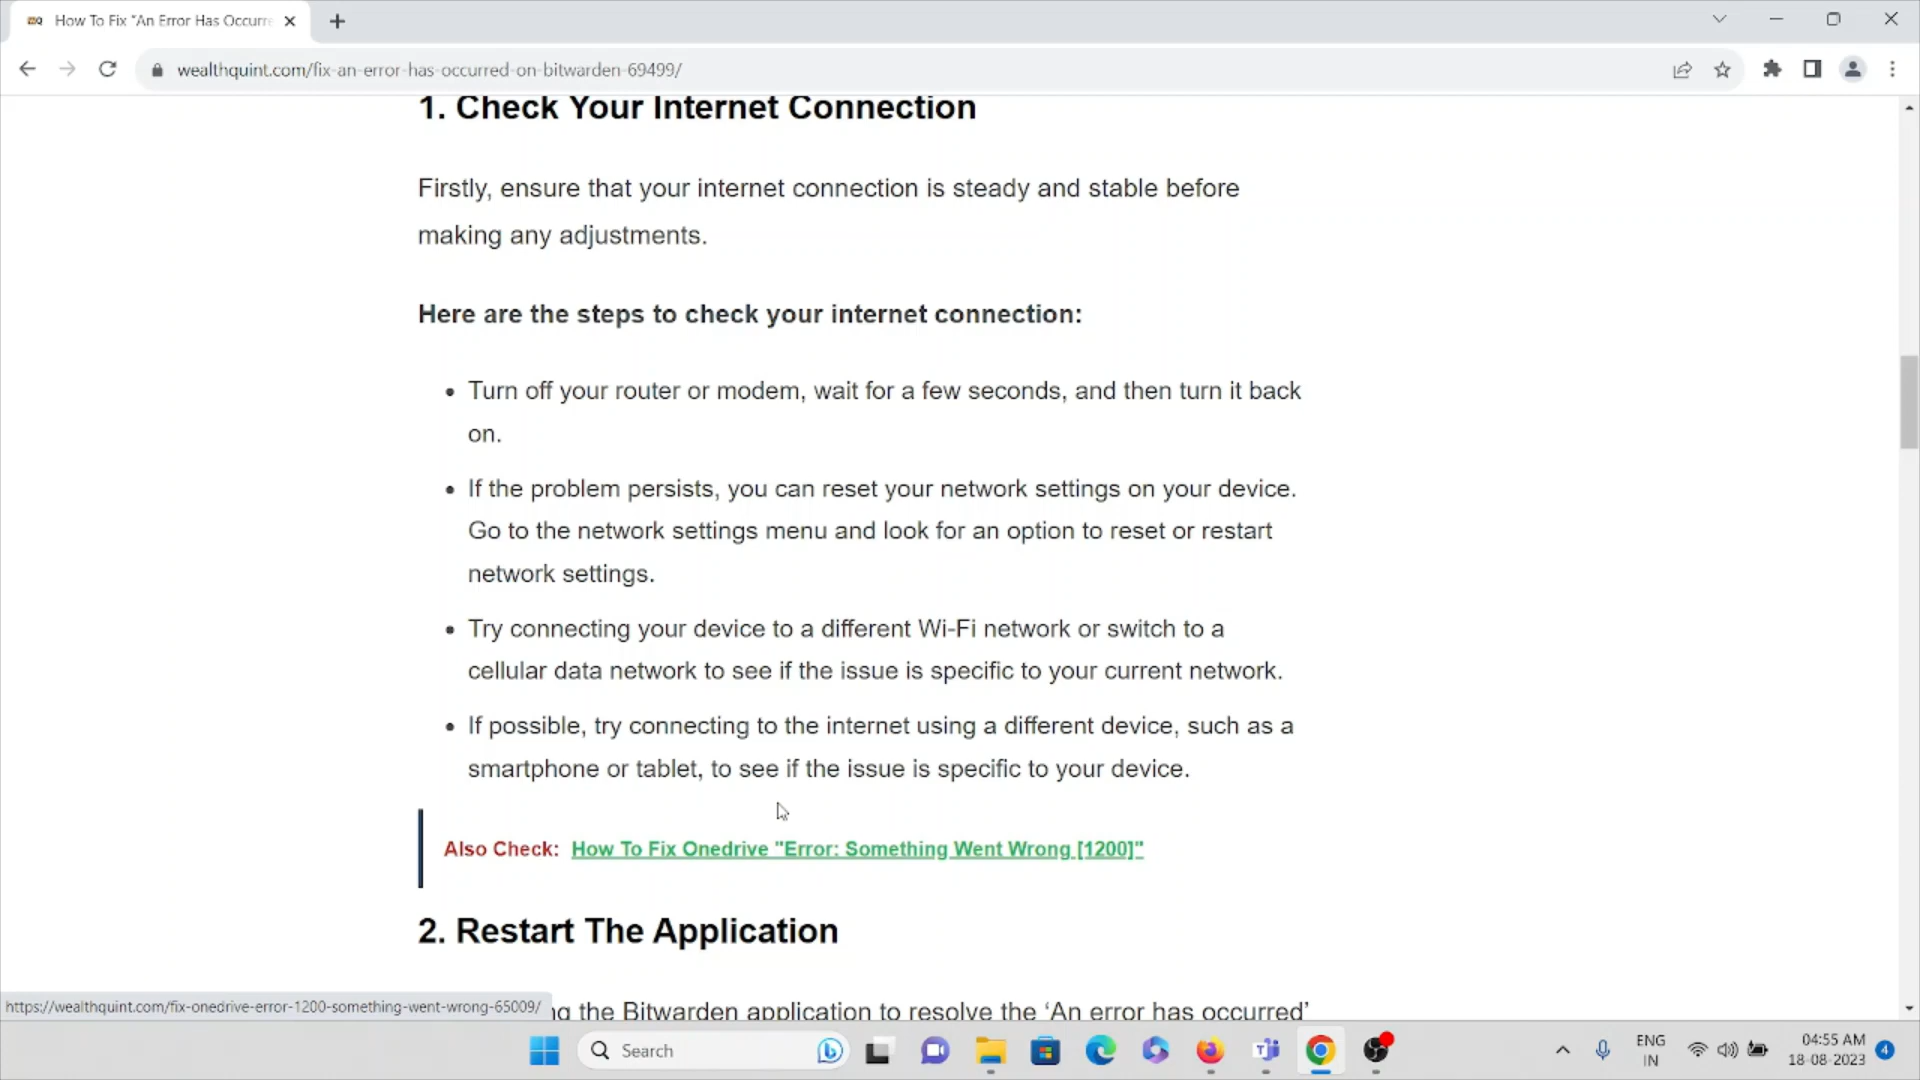 How To Fix "An Error Has Occurre
wealthquint.com/fix-an-error-has-occurred-on-bitwarden-69499/
1. Check Your Internet Connection
Firstly, ensure that your internet connection is steady and stable before
making any adjustments.
Here are the steps to check your internet connection:
• Turn off your router or modem, wait for a few seconds, and then turn it back
on.
• If the problem persists, you can reset your network settings on your device.
Go to the network settings menu and look for an option to reset or restart
network settings.
• Try connecting your device to a different Wi-Fi network or switch to a
cellular data network to see if the issue is specific to your current network.
• If possible, try connecting to the internet using a different device, such as a
smartphone or tablet, to see if the issue is specific to your device.
Also Check: How To Fix Onedrive "Error: Something Went Wrong [1200]"
2. Restart The Application
https://wealthquint.com/fix-onedrive-error-1200-something-went-wrong-65009/
the Bitwarden application to resolve the ‘An error has occurred’
Search
ENG
IN
04:55 AM
18-08-2023
4